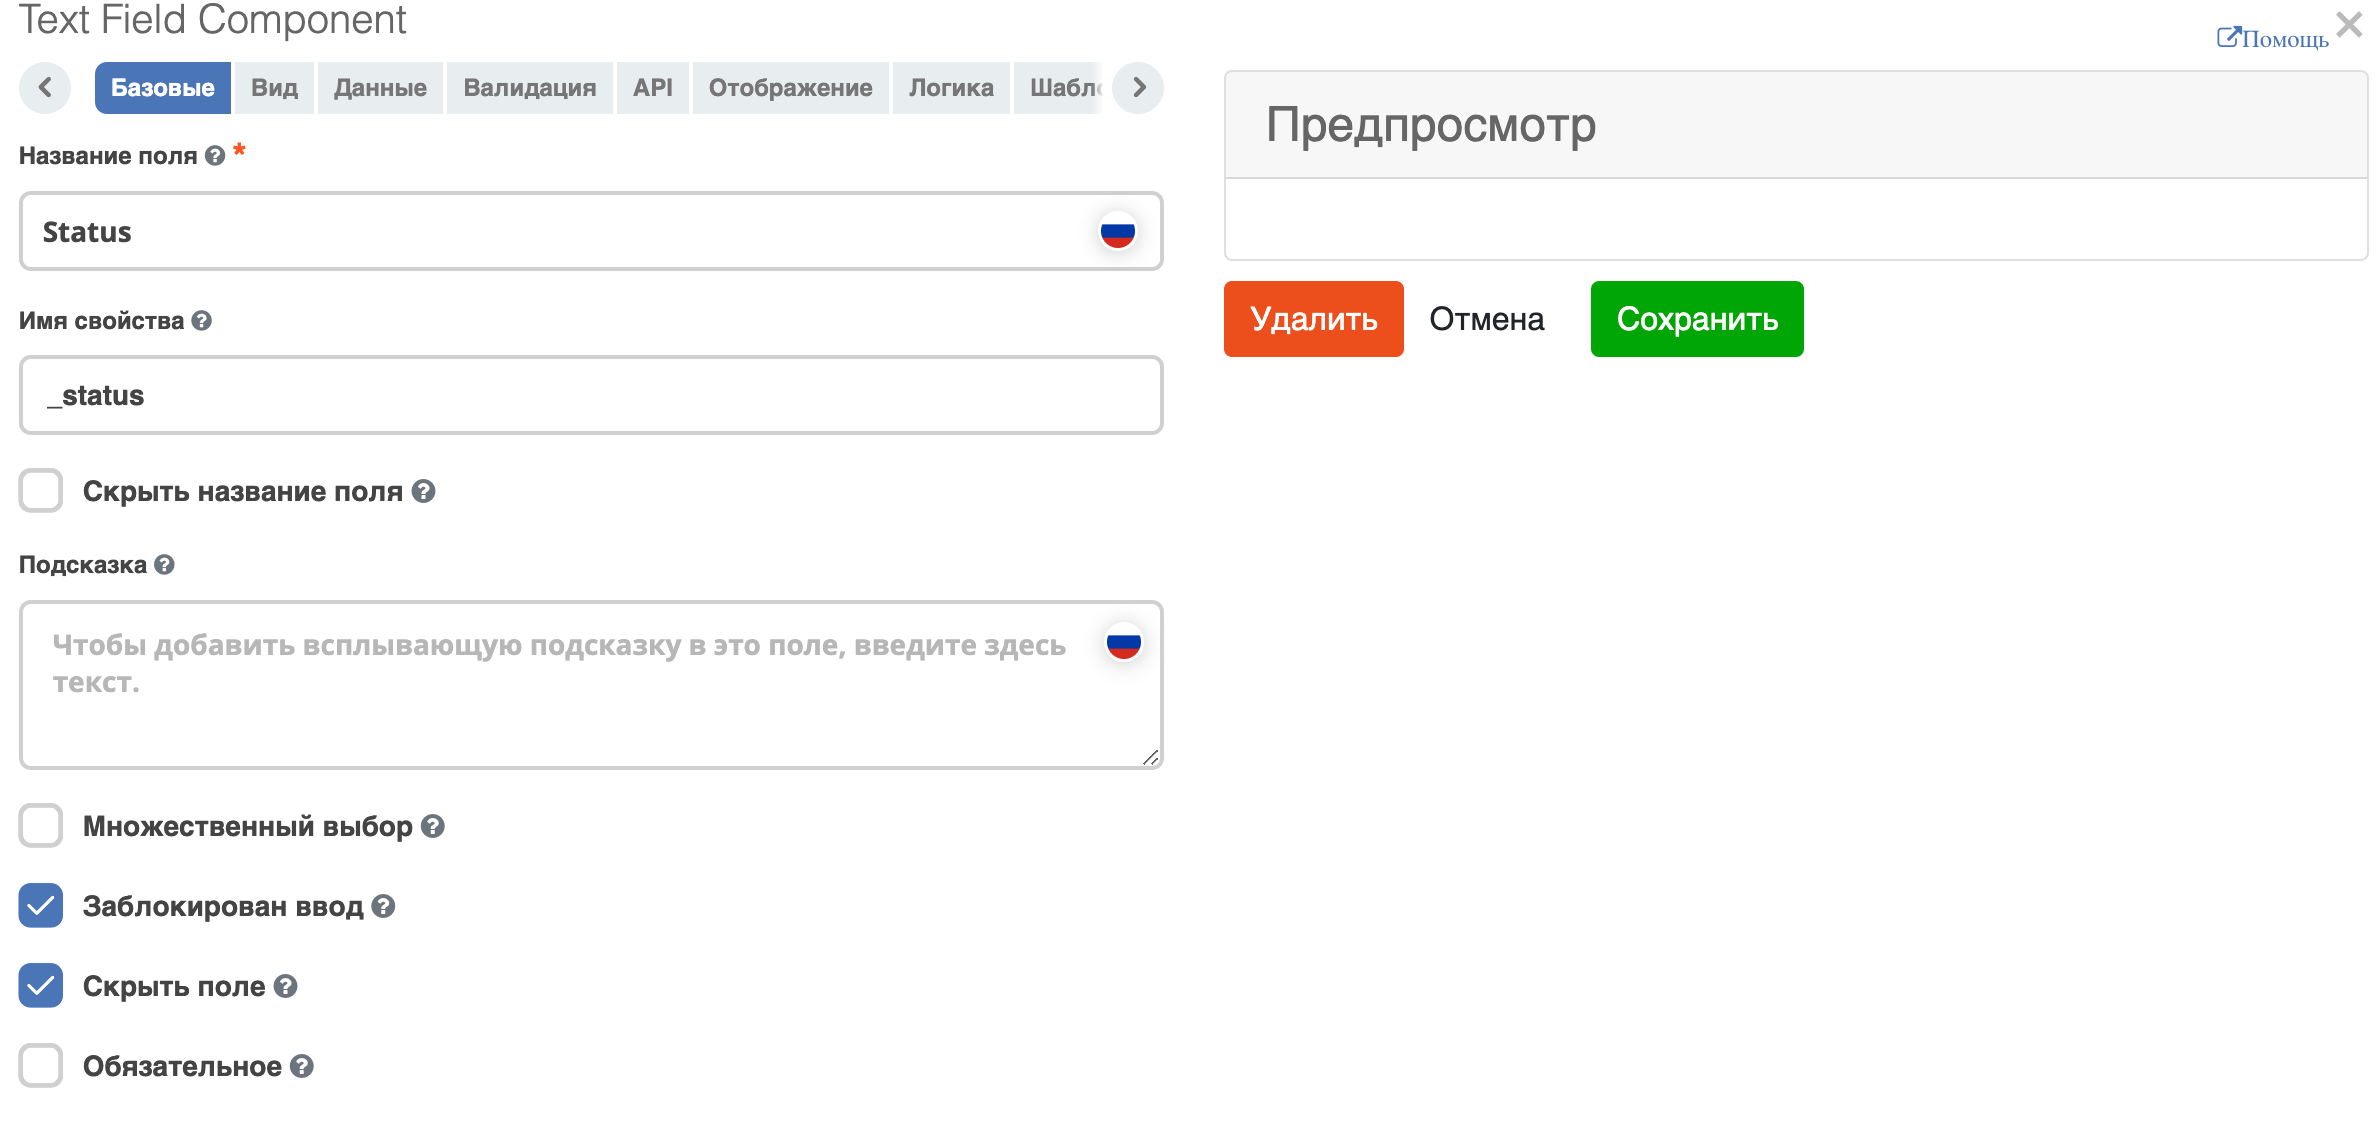 Text Field Component
Помощь
Базовые Вид Данные Валидация API Отображение Логика
Название поля *
Status
Имя свойства
_status
Скрыть название поля
Подсказка
Чтобы добавить всплывающую подсказку в это поле, введите здесь
текст.
Множественный выбор
Заблокирован ввод
Скрыть поле
Обязательное
Предпросмотр
Удалить Отмена Сохранить